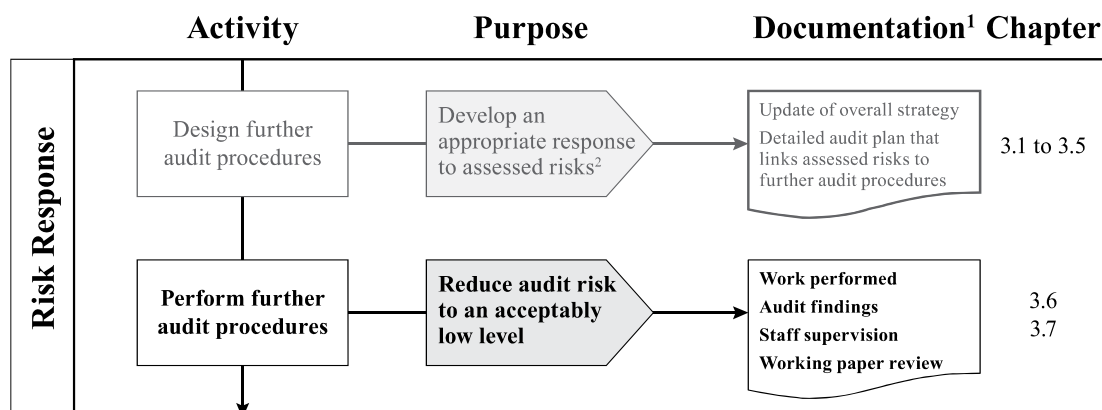 Activity Purpose Documentation¹ Chapter
Risk Response
Design further
audit procedures
Develop an
appropriate response
to assessed risks²
Update of overall strategy
Detailed audit plan that
links assessed risks to
further audit procedures
3.1 to 3.5
Perform further
audit procedures
Reduce audit risk
to an acceptably
low level
Work performed
Audit findings
Staff supervision
Working paper review
3.6
3.7